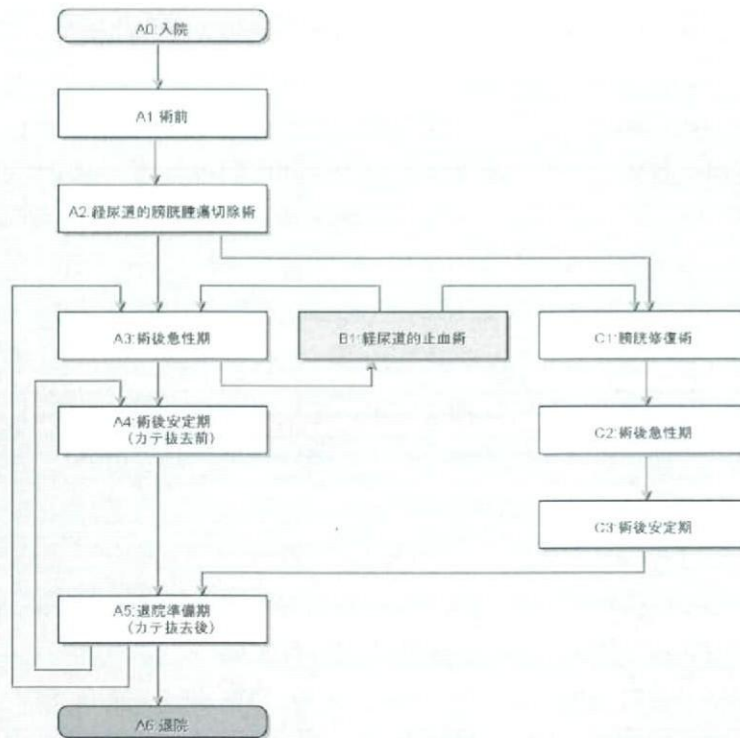 A0:入院
A1:術前
A2:経尿道的膀胱腫瘍切除術
A3:術後急性期
B1:経尿道的止血術
C1:膀胱修復術
A4:術後安定期
(カテ抜去前)
C2:術後急性期
C3:術後安定期
A5:退院準備期
(カテ抜去後)
A6:退院